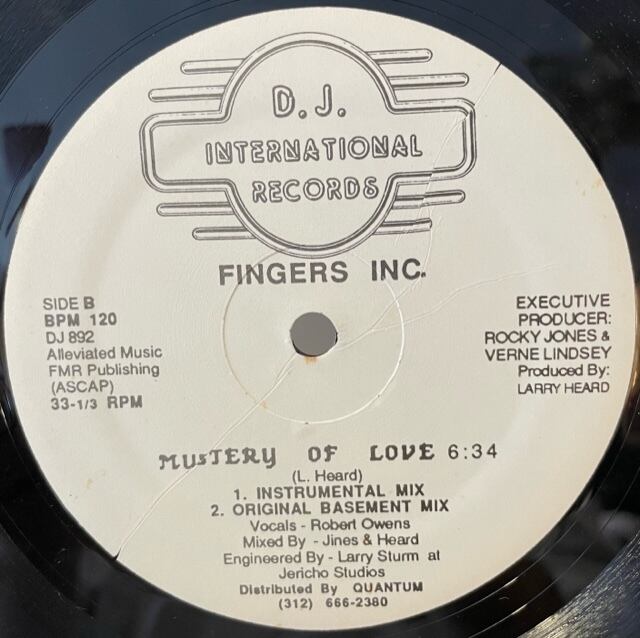 D.J.
INTERNATIONAL
RECORDS
FINGERS INC.
SIDE B
BPM 120
DJ 892
Alleviated Music
FMR Publishing
(ASCAP)
33-1/3 RPM
EXECUTIVE
PRODUCER:
ROCKY JONES &
VERNE LINDSEY
Produced By:
LARRY HEARD
MYSTERY OF LOVE 6:34
(L. Heard)
1. INSTRUMENTAL MIX
2. ORIGINAL BASEMENT MIX
Vocals - Robert Owens
Mixed By - Jines & Heard
Engineered By - Larry Sturm at
Jericho Studios
Distributed By QUANTUM
(312) 666-2380